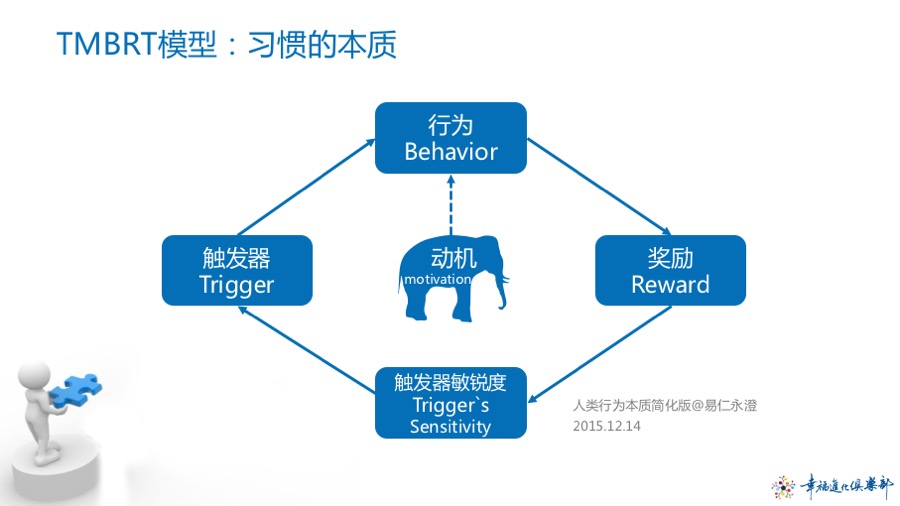 TMBRT模型：习惯的本质
行为
Behavior
触发器
Trigger
动机
motivation
奖励
Reward
触发器敏锐度
Trigger`s
Sensitivity
人类行为本质简化版@易仁永澄
2015.12.14
幸福進化俱樂部